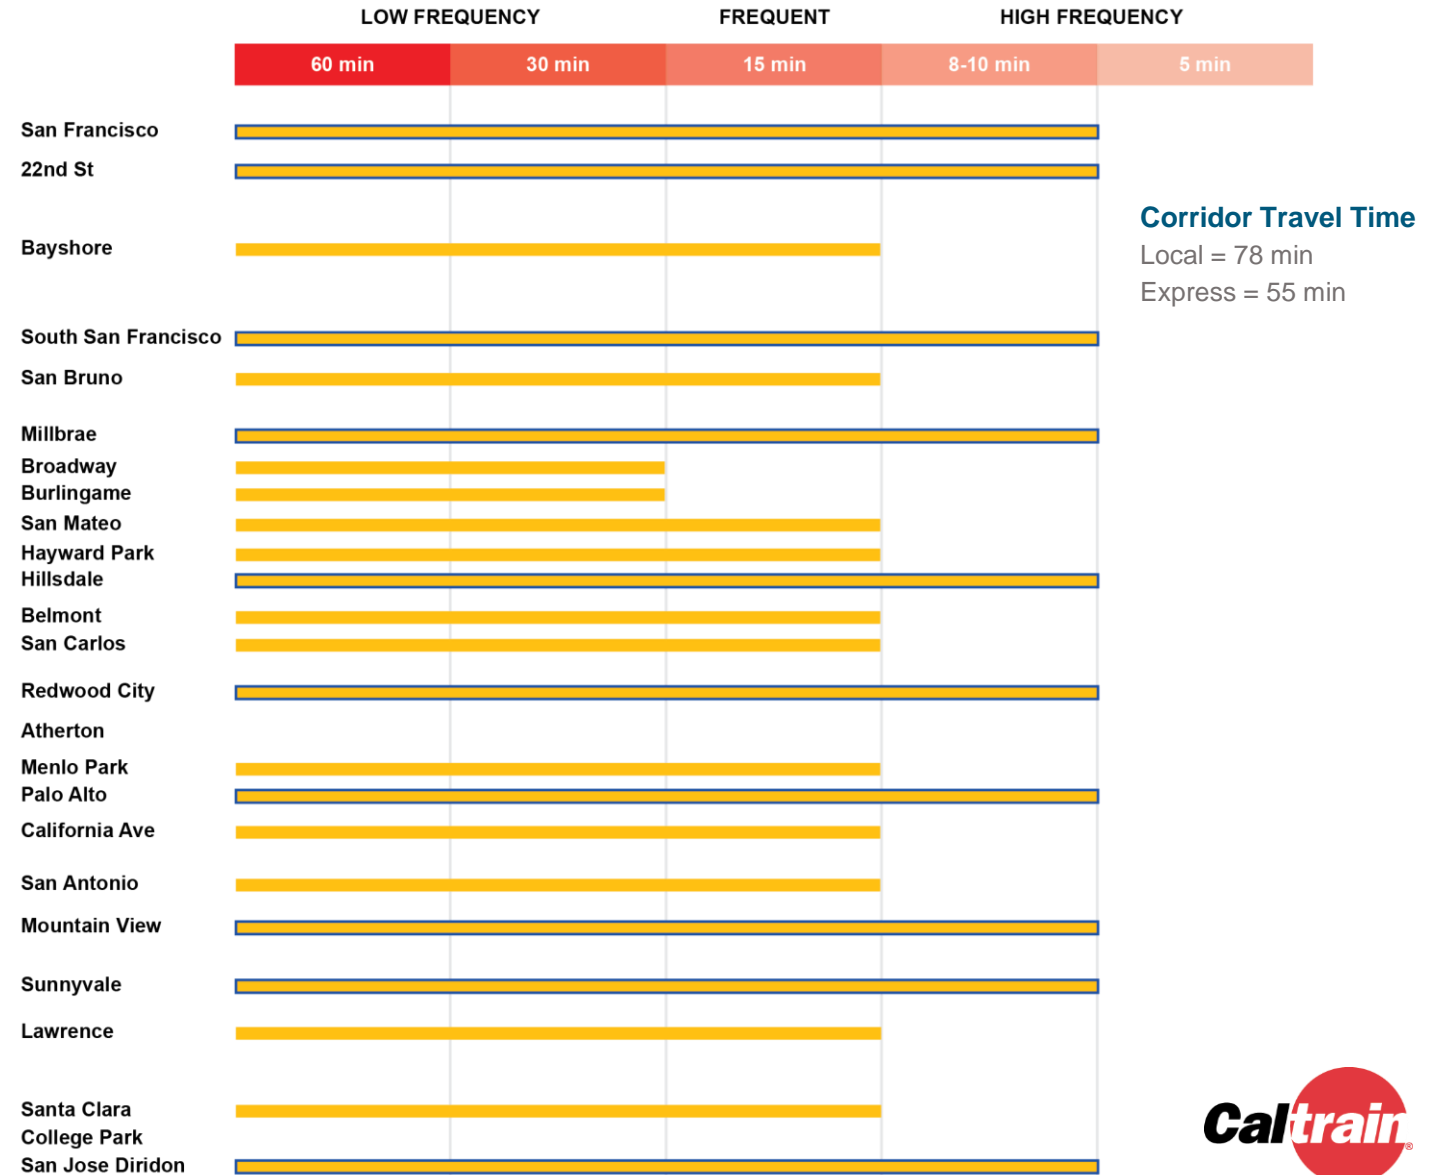 LOW FREQUENCY FREQUENT HIGH FREQUENCY
60 min 30 min 15 min 8-10 min 5 min
San Francisco
22nd St
Corridor Travel Time
Bayshore
Local = 78 min
Express = 55 min
South San Francisco
San Bruno
Millbrae
Broadway
Burlingame
San Mateo
Hayward Park
Hillsdale
Belmont
San Carlos
Redwood City
Atherton
Menlo Park
Palo Alto
California Ave
San Antonio
Mountain View
Sunnyvale
Lawrence
Santa Clara
Caltrain®
College Park
San Jose Diridon